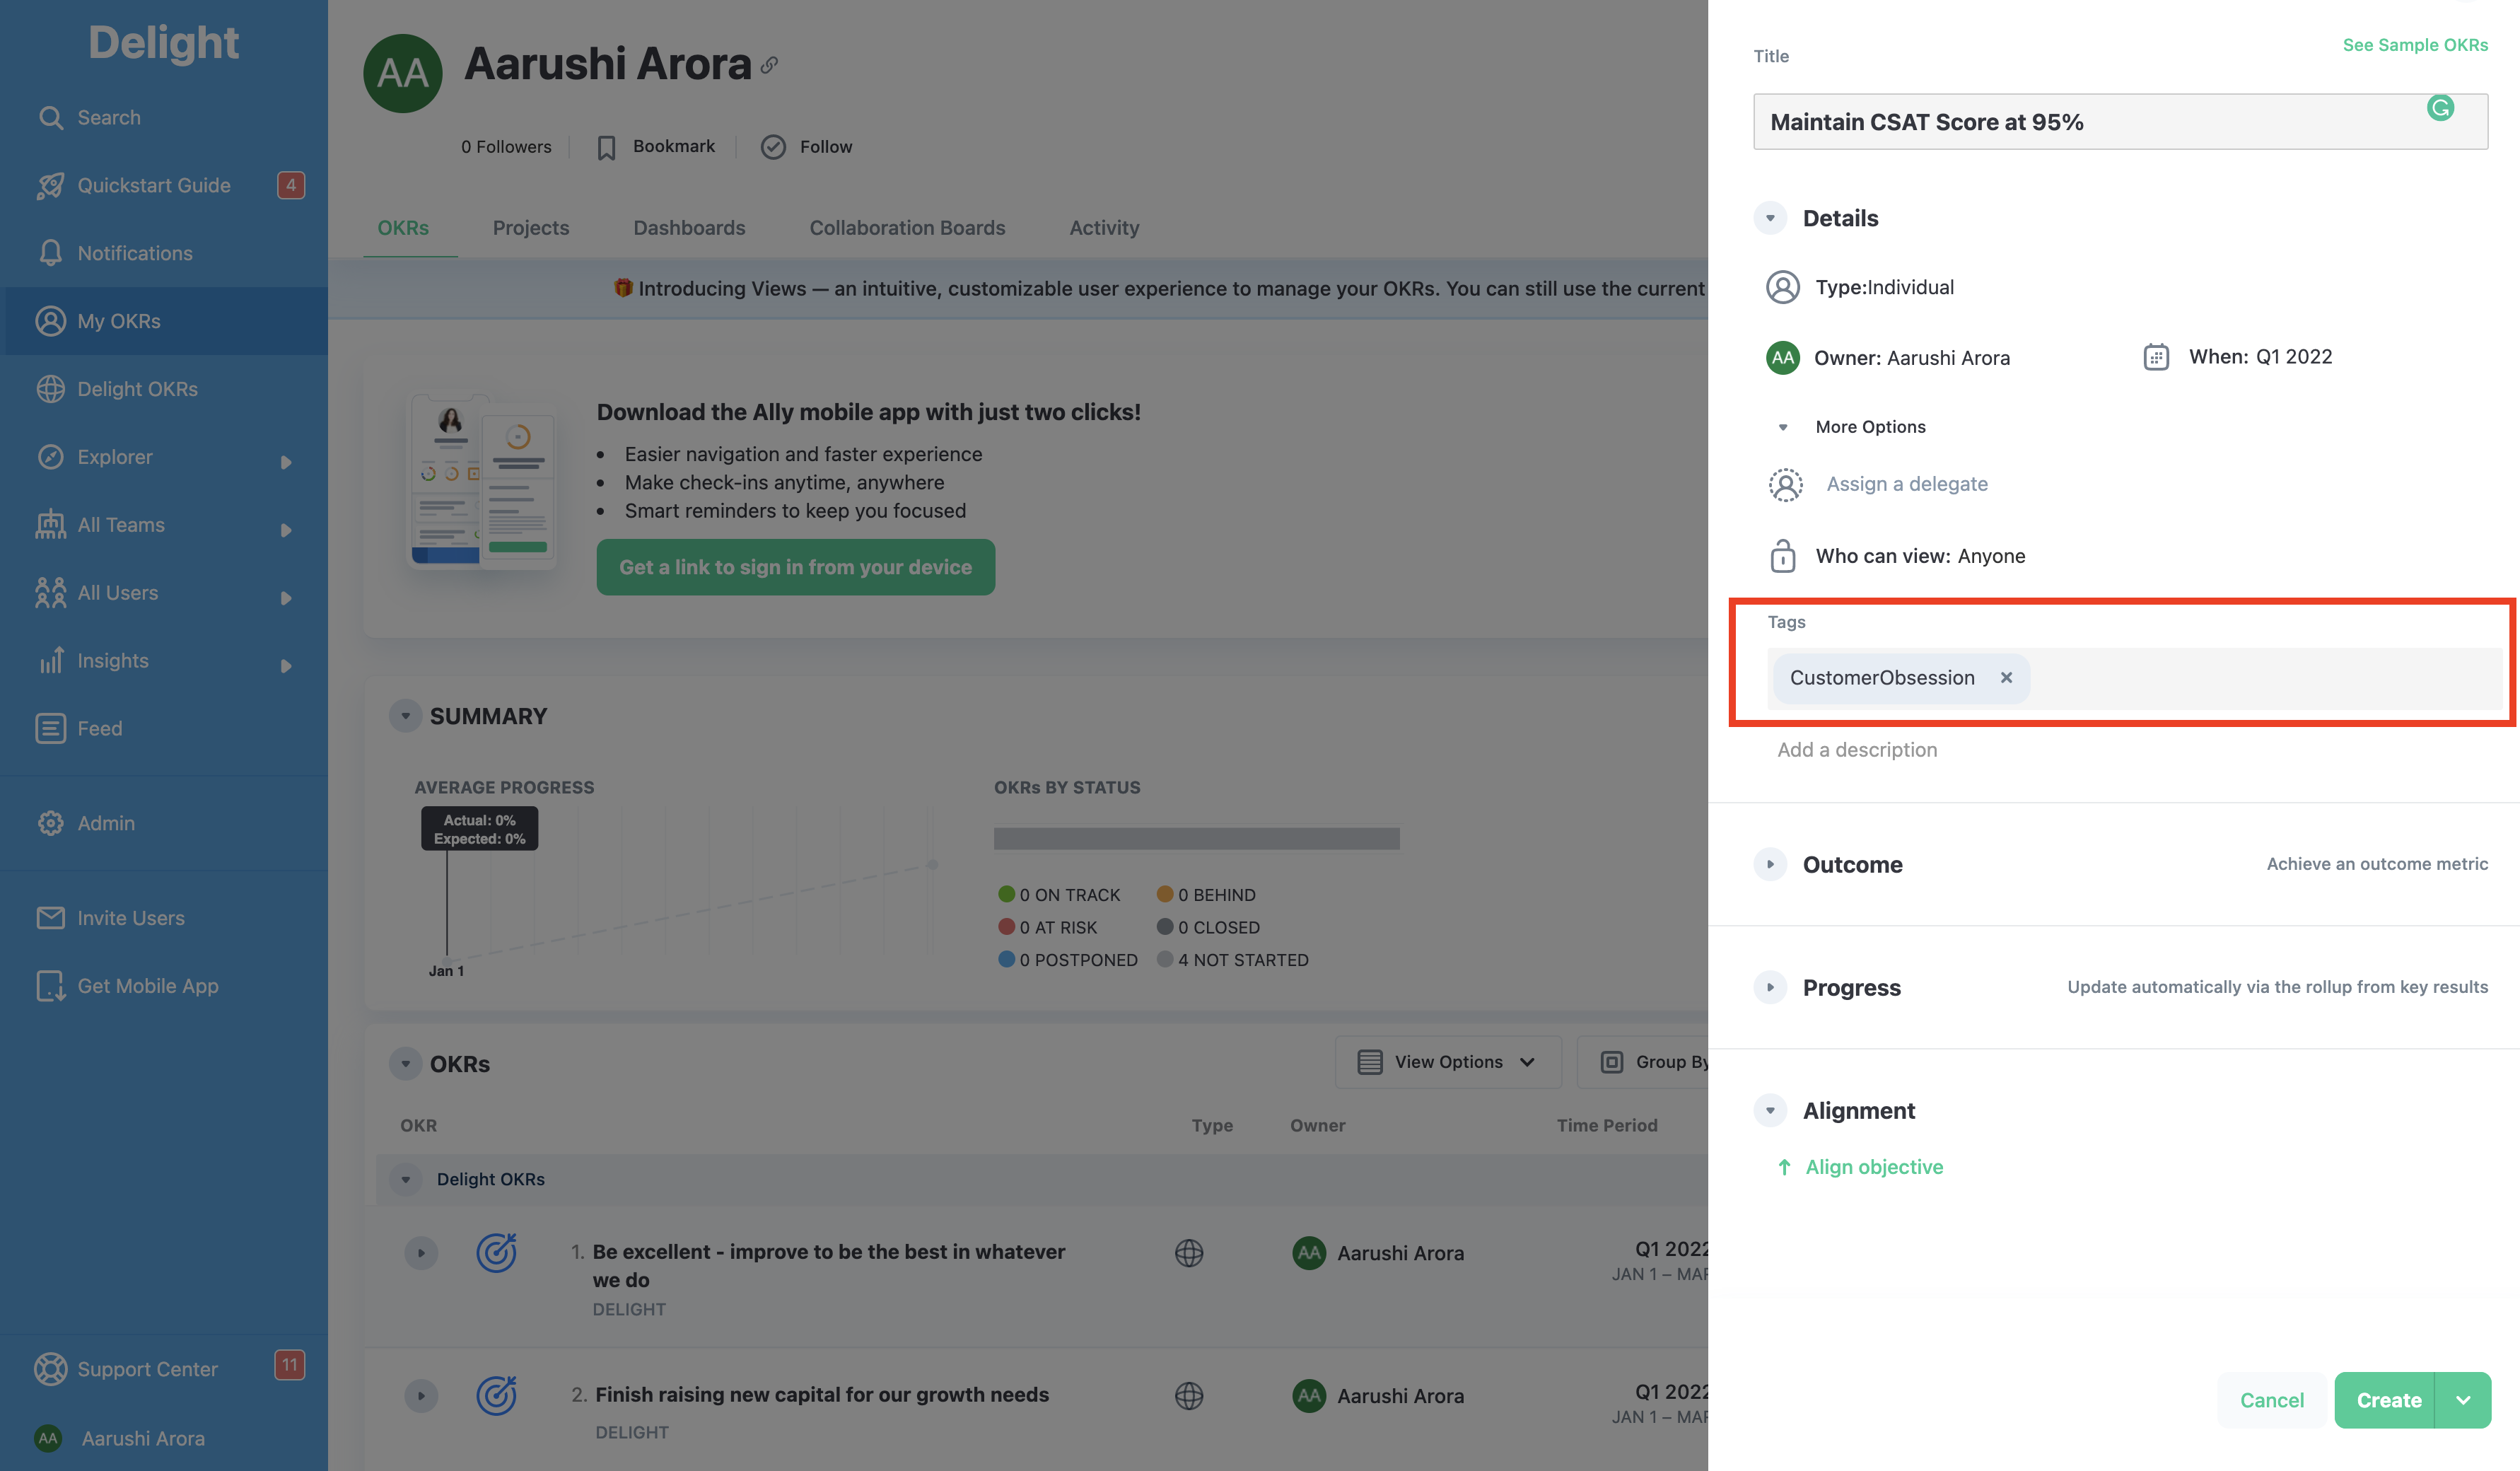 Delight
Search
Quickstart Guide 4
Notifications
My OKRs
Delight OKRs
Explorer
All Teams
All Users
Insights
Feed
Admin
Invite Users
Get Mobile App
Support Center 11
AA Aarushi Arora
AA Aarushi Arora
0 Followers Bookmark Follow
OKRs Projects Dashboards Collaboration Boards Activity
Introducing Views — an intuitive, customizable user experience to manage your OKRs. You can still use the current
Download the Ally mobile app with just two clicks!
• Easier navigation and faster experience
• Make check-ins anytime, anywhere
• Smart reminders to keep you focused
Get a link to sign in from your device
SUMMARY
AVERAGE PROGRESS
Actual: 0%
Expected: 0%
Jan 1
OKRs BY STATUS
0 ON TRACK 0 BEHIND
0 AT RISK 0 CLOSED
0 POSTPONED 4 NOT STARTED
OKRs
View Options Group By
OKR Type Owner Time Period
Delight OKRs
1. Be excellent - improve to be the best in whatever
we do
DELIGHT
AA Aarushi Arora
Q1 2022
JAN 1 – MAR
2. Finish raising new capital for our growth needs
DELIGHT
AA Aarushi Arora
Q1 2022
JAN 1 – MAR
See Sample OKRs
Title
Maintain CSAT Score at 95%
Details
Type:Individual
AA Owner: Aarushi Arora When: Q1 2022
More Options
Assign a delegate
Who can view: Anyone
Tags
CustomerObsession
Add a description
Outcome Achieve an outcome metric
Progress Update automatically via the rollup from key results
Alignment
Align objective
Cancel Create